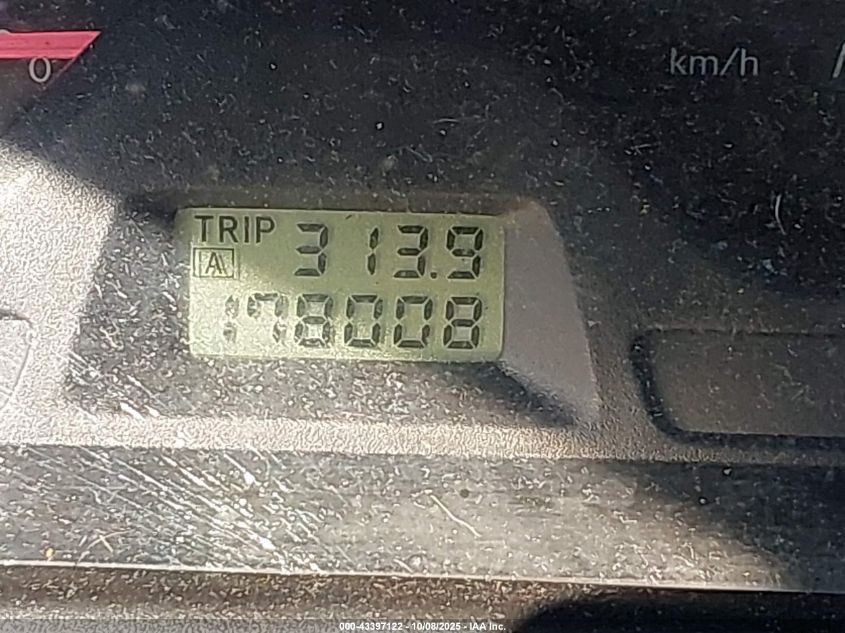 0
km/h
TRIP 313.9
A
178008
000-43397122 - 10/08/2025 - IAA Inc.